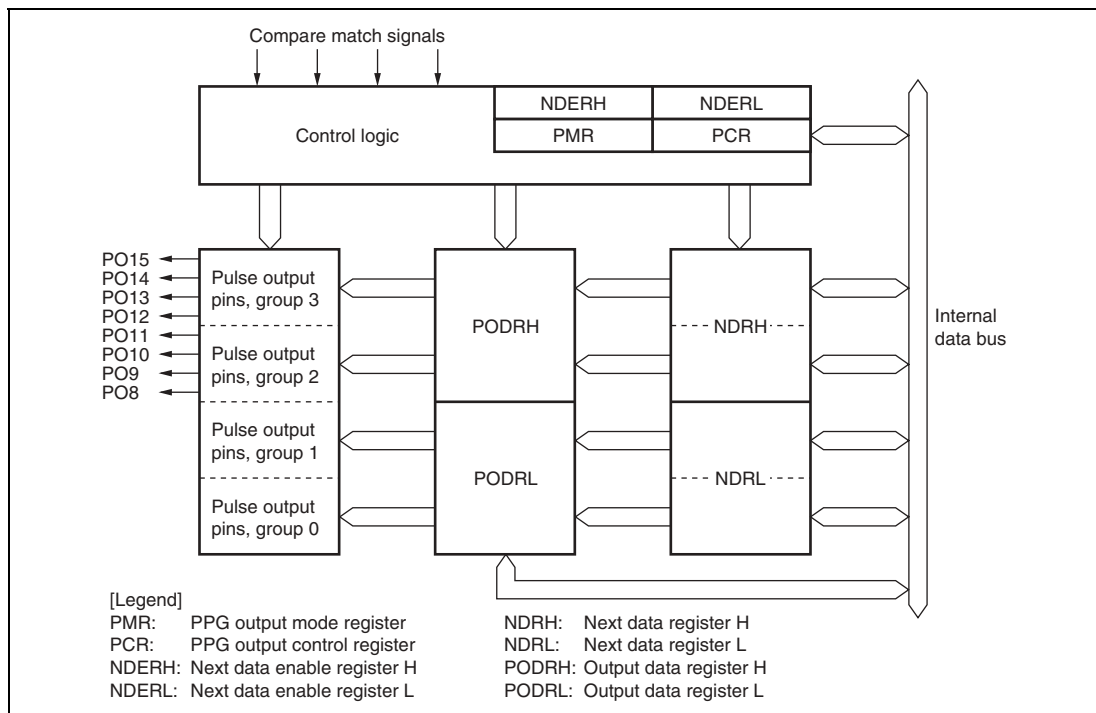 Compare match signals
Control logic
NDERH
NDERL
PMR
PCR
PO15
PO14
PO13
PO12
PO11
PO10
PO9
PO8
Pulse output
pins, group 3
Pulse output
pins, group 2
Pulse output
pins, group 1
Pulse output
pins, group 0
PODRH
PODRL
NDRH
NDRL
Internal
data bus
[Legend]
PMR: PPG output mode register
PCR: PPG output control register
NDERH: Next data enable register H
NDERL: Next data enable register L
NDRH: Next data register H
NDRL: Next data register L
PODRH: Output data register H
PODRL: Output data register L